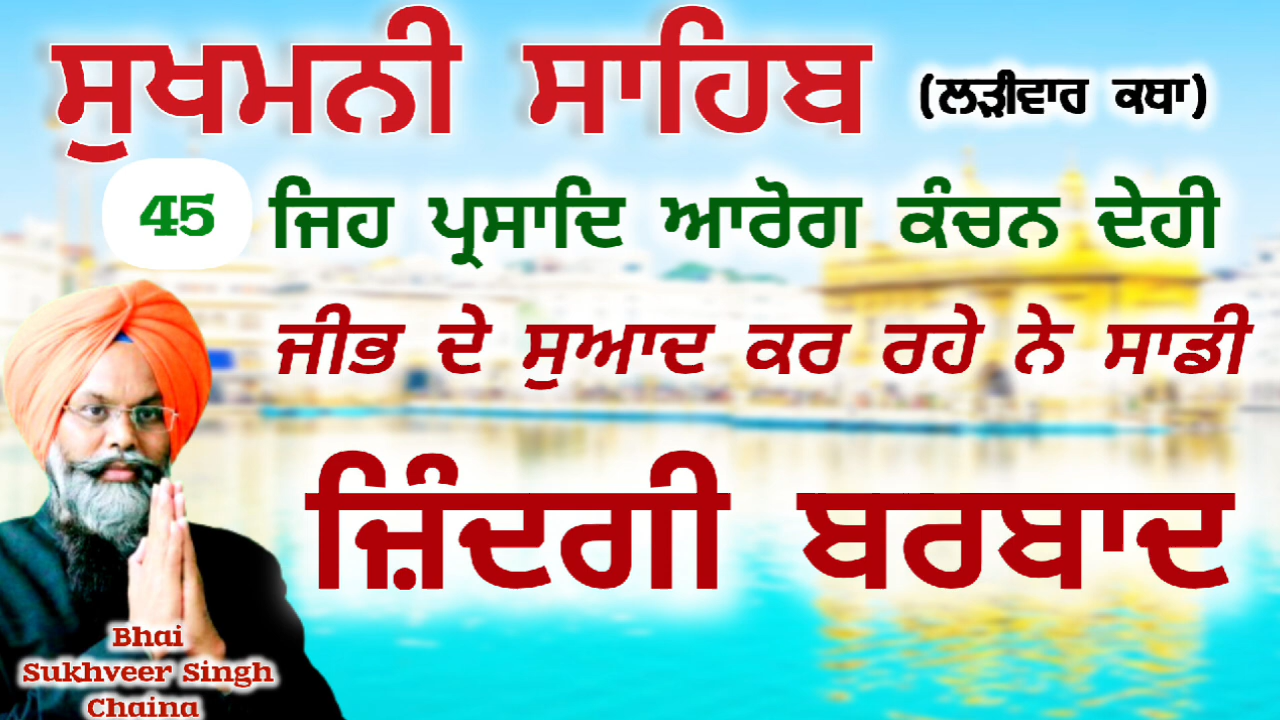 ਸੁਖਮਨੀ ਸਾਹਿਬ (ਲੜੀਵਾਰ ਕਥਾ)
45 ਜਿਹ ਪ੍ਰਸਾਦਿ ਆਰੋਗ ਕੰਚਨ ਦੇਹੀ
ਜੀਭ ਦੇ ਸੁਆਦ ਕਰ ਰਹੇ ਨੇ ਸਾਡੀ
ਜ਼ਿੰਦਗੀ ਬਰਬਾਦ
Bhai
Sukhveer Singh
Chaina